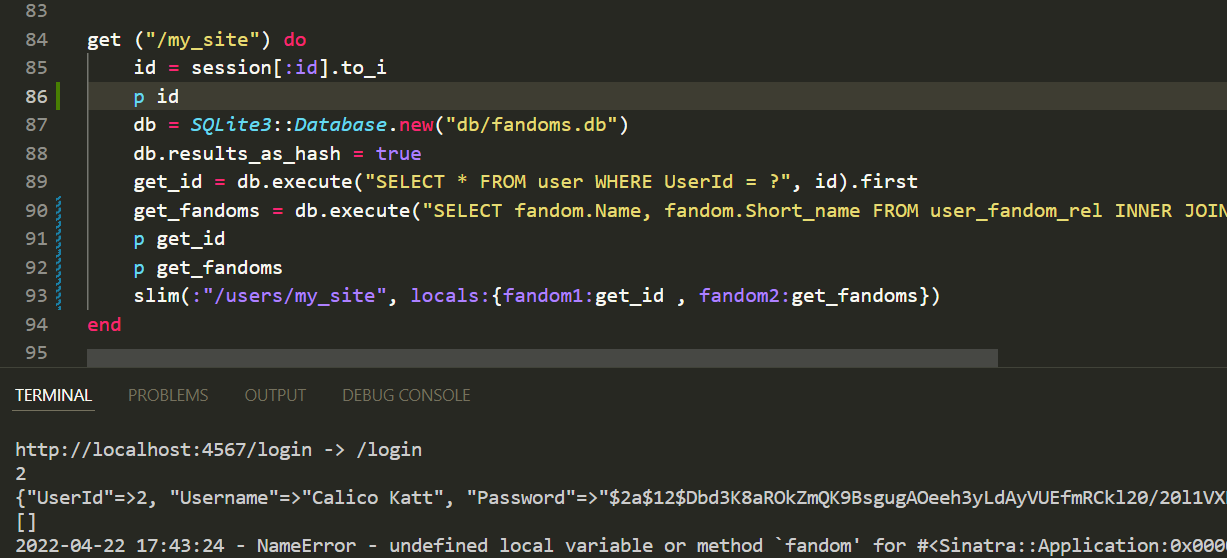 83
84 get ("/my_site") do
85 id = session[:id].to_i
86 p id
87 db = SQLite3::Database.new("db/fandoms.db")
88 db.results_as_hash = true
89 get_id = db.execute("SELECT * FROM user WHERE UserId = ?", id).first
90 get_fandoms = db.execute("SELECT fandom.Name, fandom.Short_name FROM user_fandom_rel INNER JOIN
91 p get_id
92 p get_fandoms
93 slim(:"/users/my_site", locals:{fandom1:get_id , fandom2:get_fandoms})
94 end
95
TERMINAL PROBLEMS OUTPUT DEBUG CONSOLE
http://localhost:4567/login -> /login
2
{"UserId"=>2, "Username"=>"Calico Katt", "Password"=>"$2a$12$Dbd3K8aROkZmQK9BsgugAOeeh3yLdAyVUEfmRCkl20/20l1VX
[]
2022-04-22 17:43:24 - NameError - undefined local variable or method `fandom' for #<Sinatra::Application:0x000